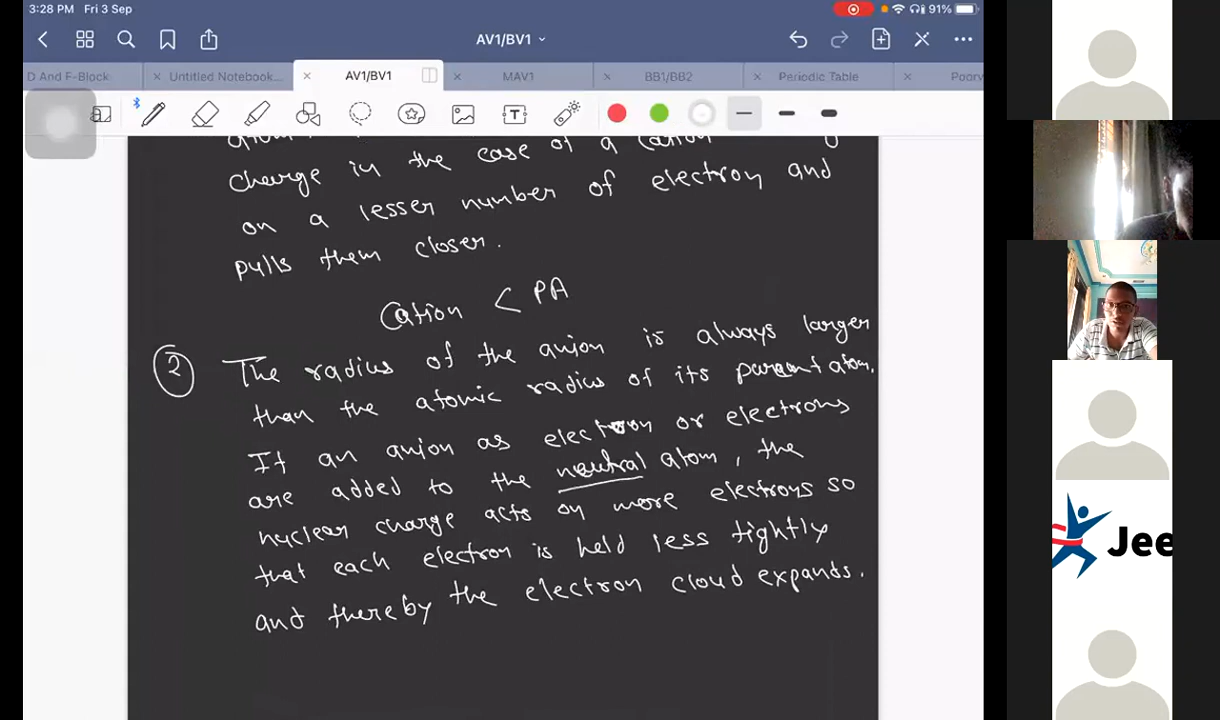 3:28 PM Fri 3 Sep
91%
AV1/BV1
D And F-Block
Untitled Notebook...
AV1/BV1
MAV1
BB1/BB2
Periodic Table
Poorv
charge in the case of a cation
on a lesser number of electron and
pulls them closer.
Cation < PA
2 The radius of the anion is always larger
than the atomic radius of its parent atom.
If an anion as electron or electrons
are added to the neutral atom, the
nuclear charge acts on more electrons so
that each electron is held less tightly
and thereby the electron cloud expands.
Jee